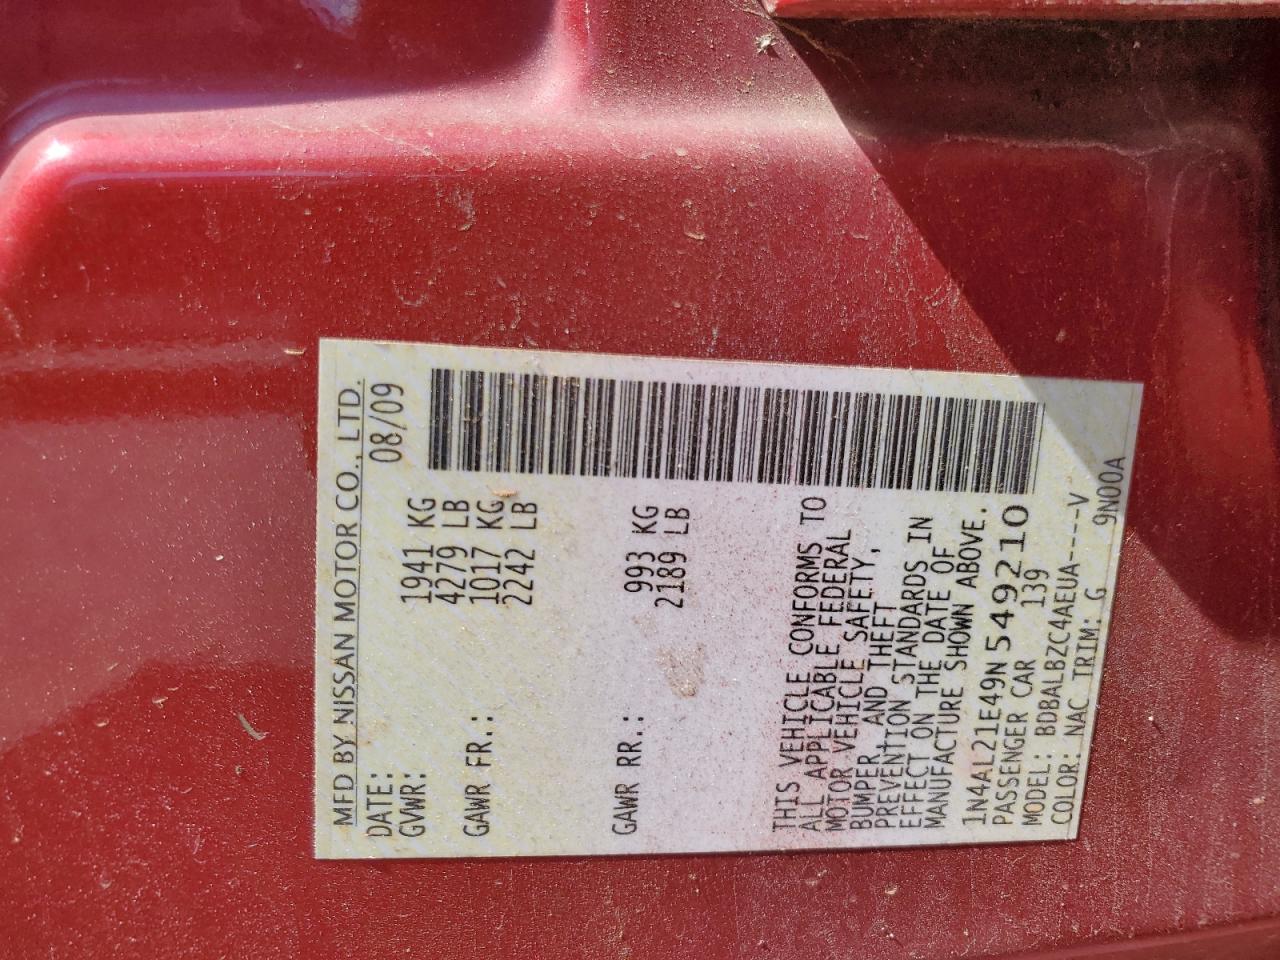 MFD BY NISSAN MOTOR CO., LTD.
DATE: 08/09
GVWR: 1941 KG
4279 LB
GAWR FR.: 1017 KG
2242 LB
GAWR RR.: 993 KG
2189 LB
THIS VEHICLE CONFORMS TO
ALL APPLICABLE FEDERAL
MOTOR VEHICLE SAFETY,
BUMPER, AND THEFT
PREVENTION STANDARDS IN
EFFECT ON THE DATE OF
MANUFACTURE SHOWN ABOVE.
1N4AL21E49N549210
PASSENGER CAR 139
MODEL: BDBALBZC4AEUA----V
COLOR: NAC TRIM: G 9N00A